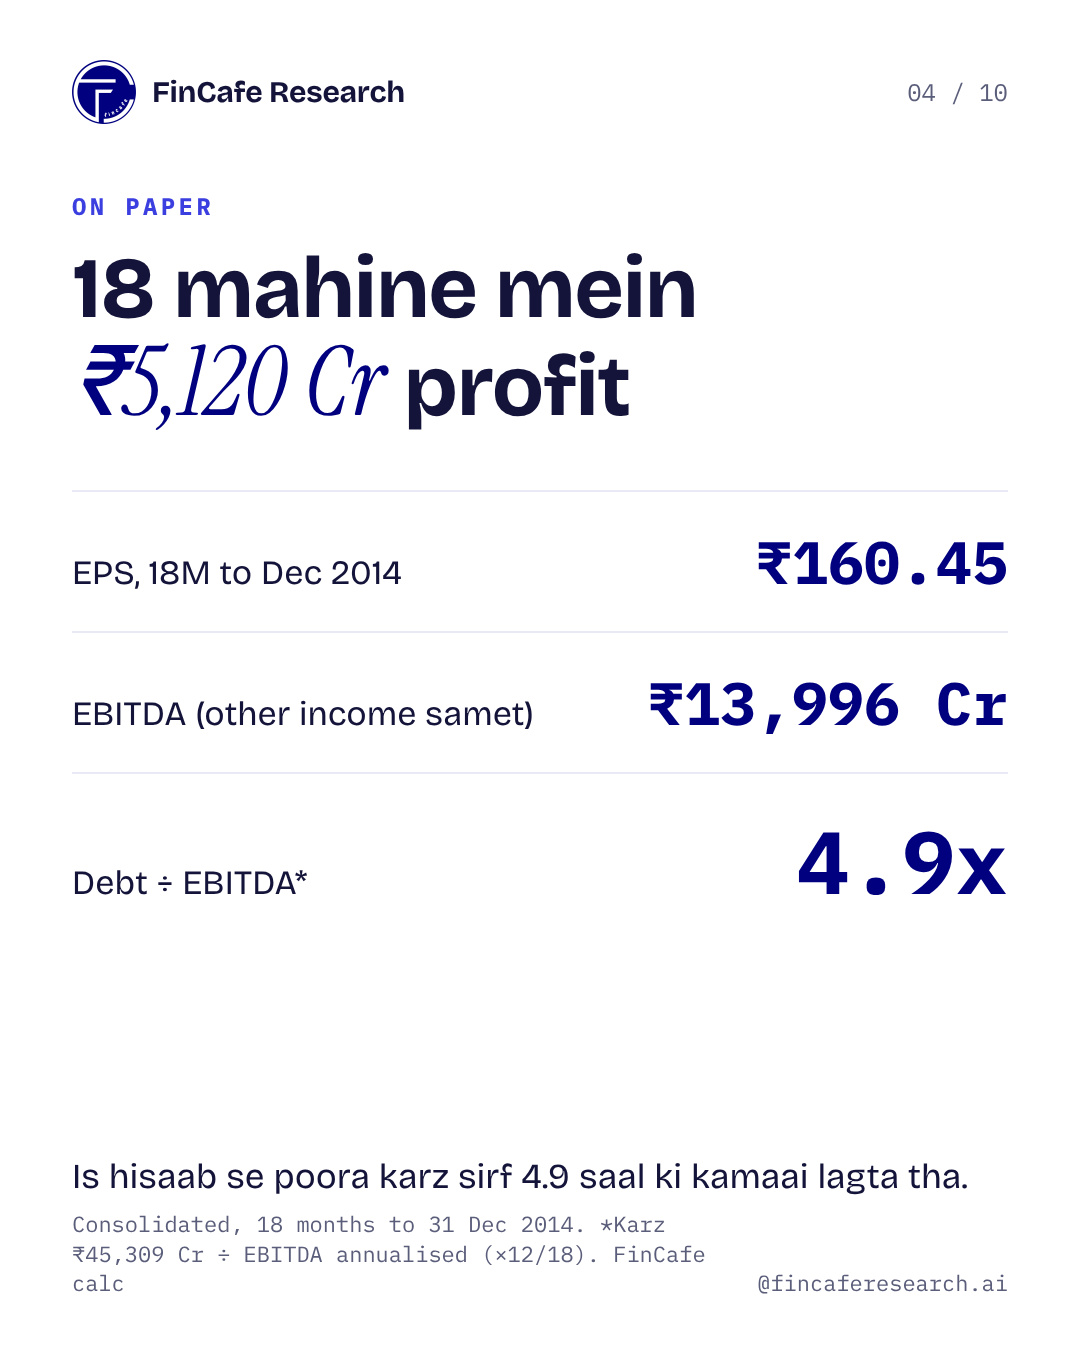 fincafe
FinCafe Research
04 / 10
ON PAPER
18 mahine mein
₹5,120 Cr profit
EPS, 18M to Dec 2014
₹160.45
EBITDA (other income samet)
₹13,996 Cr
Debt ÷ EBITDA*
4.9x
Is hisaab se poora karz sirf 4.9 saal ki kamaai lagta tha.
Consolidated, 18 months to 31 Dec 2014. *Karz
₹45,309 Cr ÷ EBITDA annualised (×12/18). FinCafe
calc
@fincaferesearch.ai